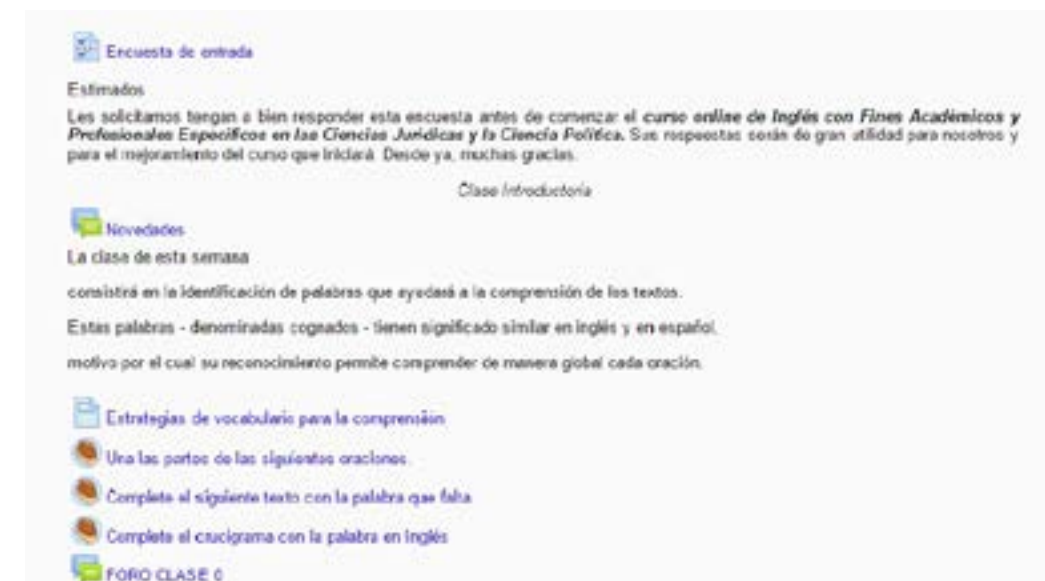 Encuesta de entrada
Estimados
Les solicitamos tengan a bien responder esta encuesta antes de comenzar el curso online de Inglés con Fines Académicos y
Profesionales Específicos en las Ciencias Jurídicas y la Ciencia Política. Sus respuestas serán de gran utilidad para nosotros y
para el mejoramiento del curso que iniciará. Desde ya, muchas gracias.
Clase Introductoria
Novedades
La clase de esta semana
consistirá en la identificación de palabras que ayudará a la comprensión de los textos.
Estas palabras - denominadas cognados - tienen significado similar en inglés y en español,
motivo por el cual su reconocimiento permite comprender de manera global cada oración.
Estrategias de vocabulario para la comprensión
Una las partes de las siguientes oraciones.
Complete el siguiente texto con la palabra que falta
Complete el crucigrama con la palabra en inglés
FORO CLASE 0